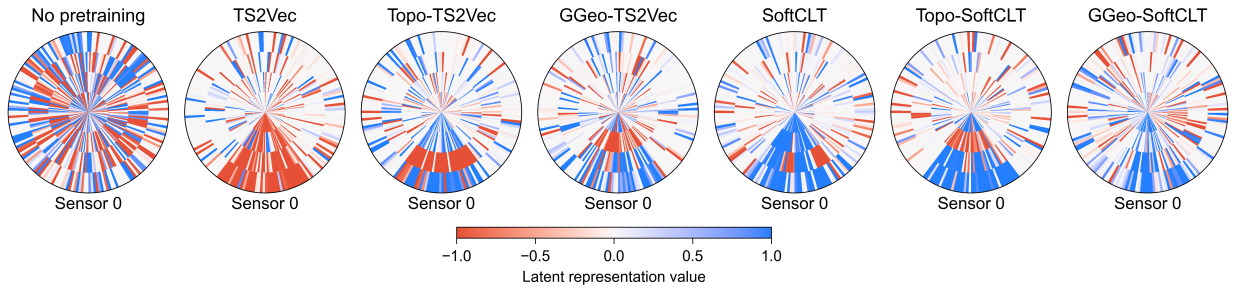 No pretraining TS2Vec Topo-TS2Vec GGeo-TS2Vec SoftCLT Topo-SoftCLT GGeo-SoftCLT
Sensor 0 Sensor 0 Sensor 0 Sensor 0 Sensor 0 Sensor 0 Sensor 0
−1.0 −0.5 0.0 0.5 1.0
Latent representation value